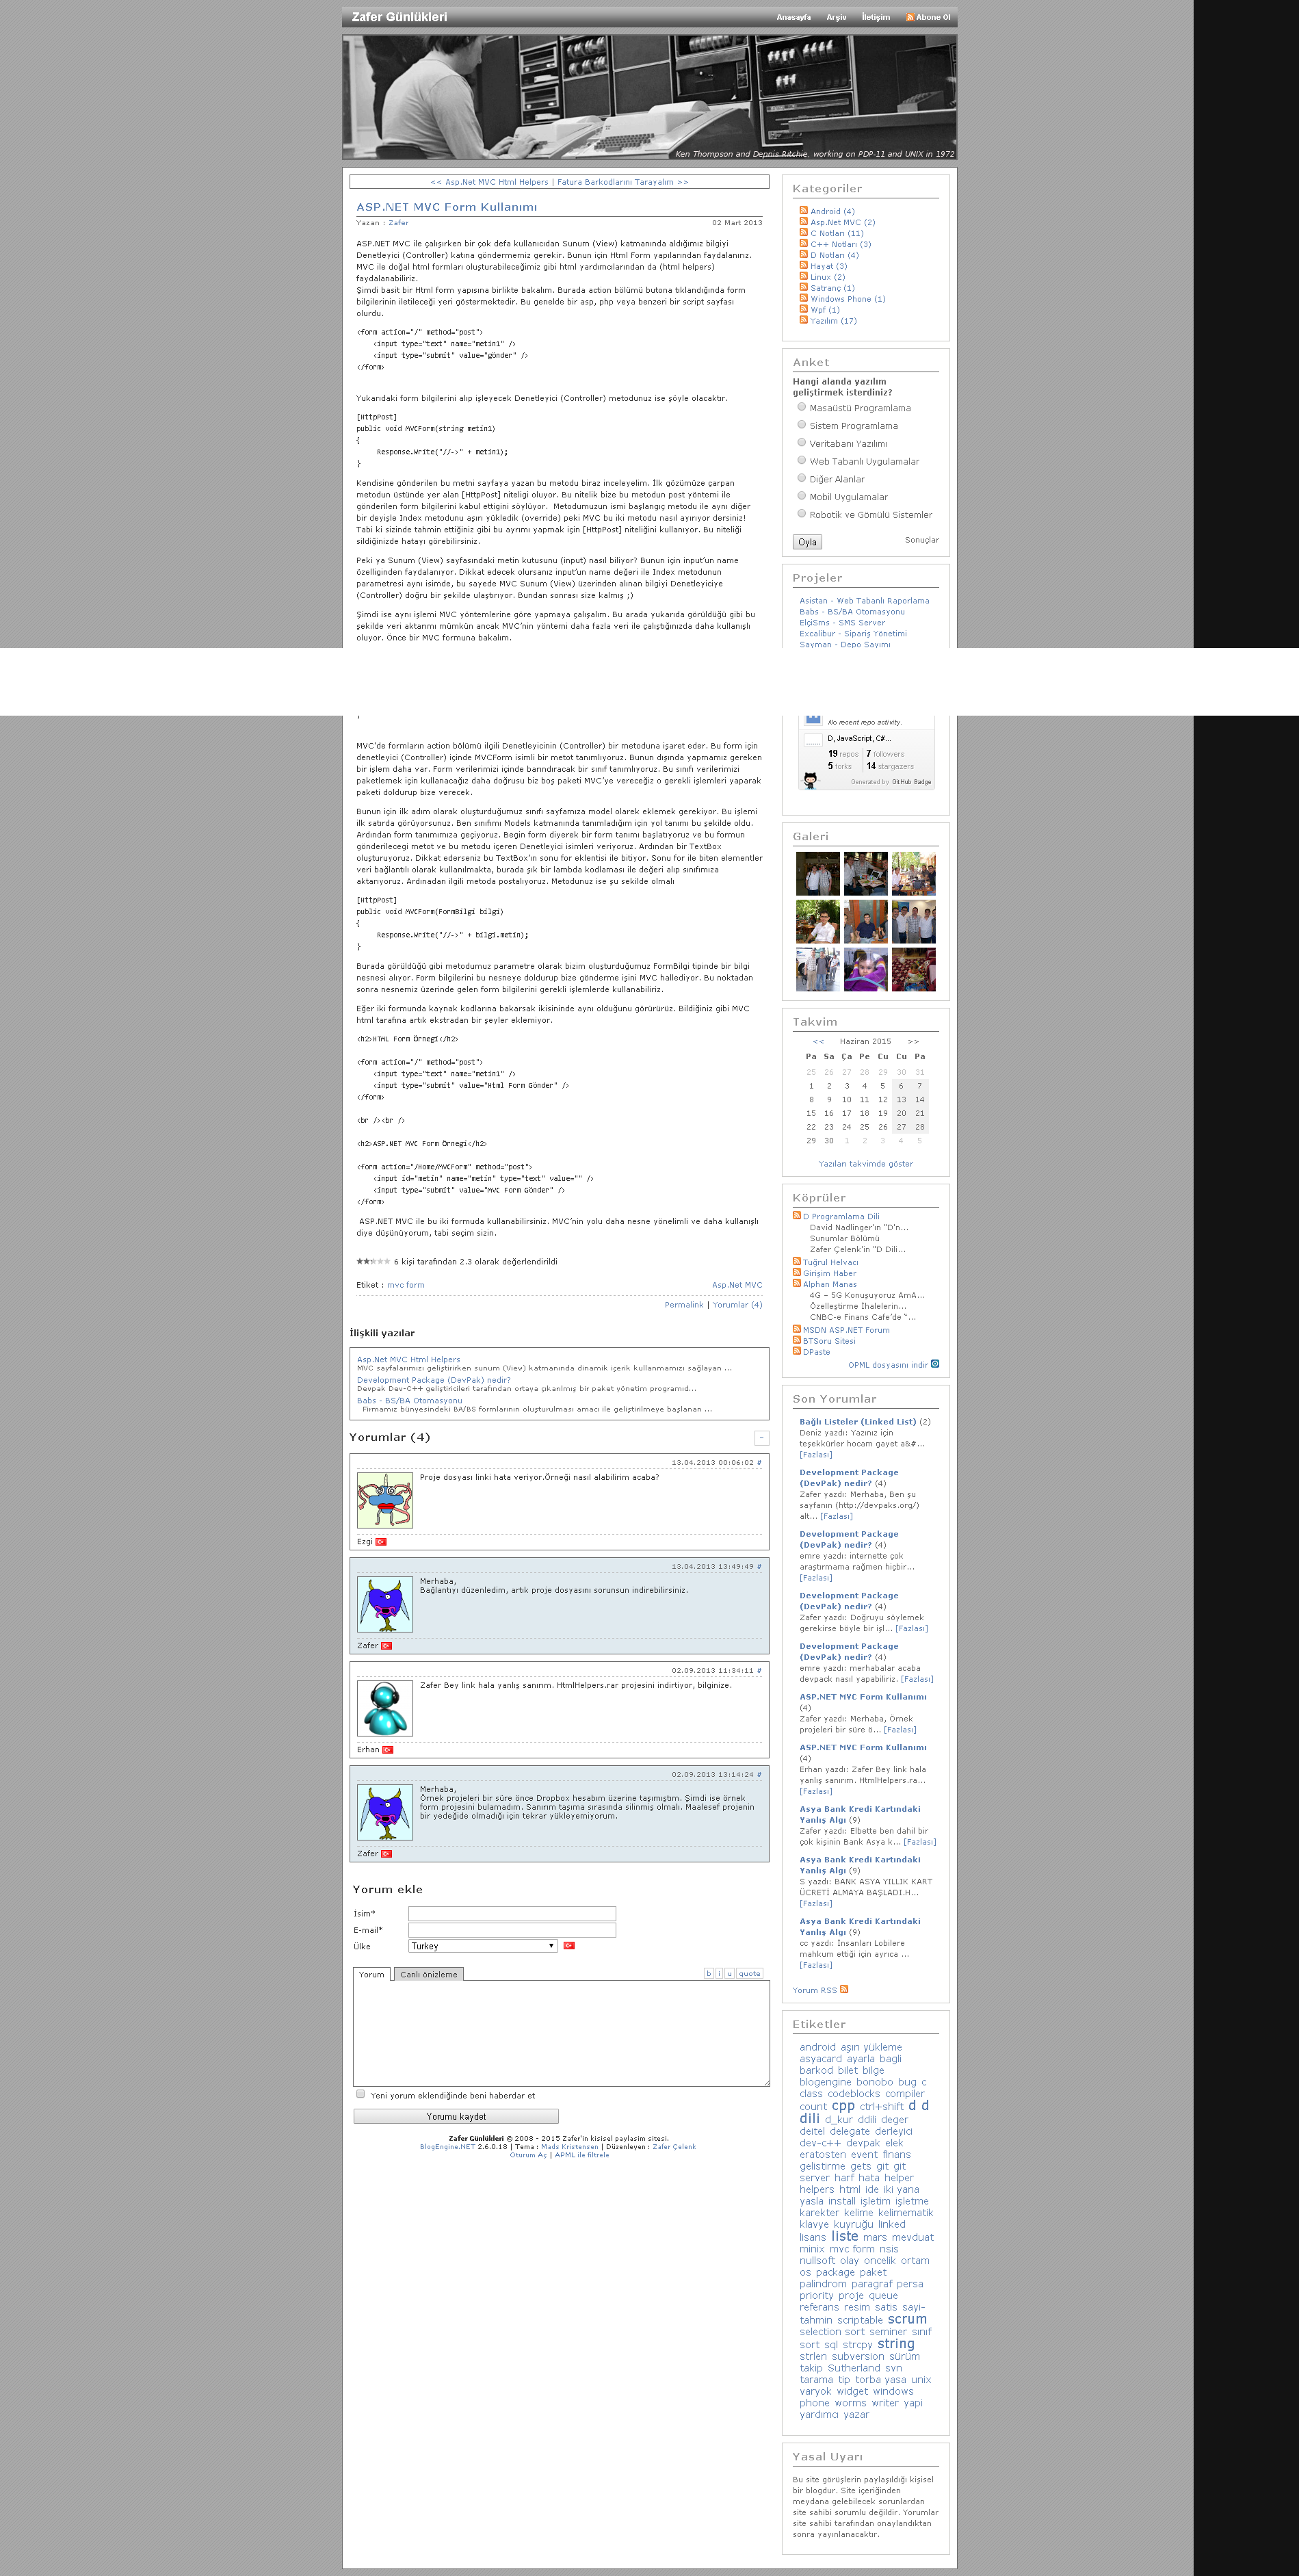 Zafer Günlükleri
Anasayfa Arşiv İletişim Abone Ol
Ken Thompson and Dennis Ritchie, working on PDP-11 and UNIX in 1972
<< Asp.Net MVC Html Helpers | Fatura Barkodlarını Tarayalım >>
ASP.NET MVC Form Kullanımı
Yazan : Zafer 02 Mart 2013
ASP.NET MVC ile çalışırken bir çok defa kullanıcıdan Sunum (View) katmanında aldığımız bilgiyi
Denetleyici (Controller) katına göndermemiz gerekir. Bunun için Html Form yapılarından faydalanırız.
MVC ile doğal html formları oluşturabileceğimiz gibi html yardımcılarından da (html helpers)
faydalanabiliriz.
Şimdi basit bir Html form yapısına birlikte bakalım. Burada action bölümü butona tıklandığında form
bilgilerinin iletileceği yeri göstermektedir. Bu genelde bir asp, php veya benzeri bir script sayfası
olurdu.
<form action="/" method="post">
<input type="text" name="metin1" />
<input type="submit" value="gönder" />
</form>
Yukarıdaki form bilgilerini alıp işleyecek Denetleyici (Controller) metodunuz ise şöyle olacaktır.
[HttpPost]
public void MVCForm(string metin1)
{
Response.Write("//->" + metin1);
}
Kendisine gönderilen bu metni sayfaya yazan bu metodu biraz inceleyelim. İlk gözümüze çarpan
metodun üstünde yer alan [HttpPost] niteligi oluyor. Bu nitelik bize bu metodun post yöntemi ile
gönderilen form bilgilerini kabul ettigini söylüyor.  Metodumuzun ismi başlangıç metodu ile aynı diğer
bir deyişle Index metodunu aşırı yükledik (override) peki MVC bu iki metodu nasıl ayırıyor dersiniz!
Tabi ki sizinde tahmin ettiğiniz gibi bu ayrımı yapmak için [HttpPost] niteliğini kullanıyor. Bu niteliği
sildiğinizde hatayı görebilirsiniz.
Peki ya Sunum (View) sayfasındaki metin kutusunu (input) nasıl biliyor? Bunun için input'un name
özelliginden faydalanıyor. Dikkat edecek olursanız input'un name değeri ile Index metodunun
parametresi aynı isimde, bu sayede MVC Sunum (View) üzerinden alınan bilgiyi Denetleyiciye
(Controller) doğru bir şekilde ulaştırıyor. Bundan sonrası size kalmış ;)
Şimdi ise aynı işlemi MVC yöntemlerine göre yapmaya çalışalım. Bu arada yukarıda görüldüğü gibi bu
şekilde veri aktarımı mümkün ancak MVC'nin yöntemi daha fazla veri ile çalıştığınızda daha kullanışlı
oluyor. Önce bir MVC formuna bakalım.
MVC'de formların action bölümü ilgili Denetleyicinin (Controller) bir metoduna işaret eder. Bu form için
denetleyici (Controller) içinde MVCForm isimli bir metot tanımlıyoruz. Bunun dışında yapmamız gereken
bir işlem daha var. Form verilerimizi içinde barındıracak bir sınıf tanımlıyoruz. Bu sınıfı verilerimizi
paketlemek için kullanacağız daha doğrusu biz boş paketi MVC'ye vereceğiz o gerekli işlemleri yaparak
paketi doldurup bize verecek.
Bunun için ilk adım olarak oluşturduğumuz sınıfı sayfamıza model olarak eklemek gerekiyor. Bu işlemi
ilk satırda görüyorsunuz. Ben sınıfımı Models katmanında tanımladığım için yol tanımı bu şekilde oldu.
Ardından form tanımımıza geçiyoruz. Begin form diyerek bir form tanımı başlatıyoruz ve bu formun
gönderilecegi metot ve bu metodu içeren Denetleyici isimleri veriyoruz. Ardından bir TextBox
oluşturuyoruz. Dikkat ederseniz bu TextBox'ın sonu for eklentisi ile bitiyor. Sonu for ile biten elementler
veri bağlantılı olarak kullanılmakta, burada şık bir lambda kodlaması ile değeri alıp sınıfımıza
aktarıyoruz. Ardından ilgili metoda postalıyoruz. Metodunuz ise şu sekilde olmalı
[HttpPost]
public void MVCForm(FormBilgi bilgi)
{
Response.Write("//->" + bilgi.metin);
}
Burada görüldüğü gibi metodumuz parametre olarak bizim oluşturduğumuz FormBilgi tipinde bir bilgi
nesnesi alıyor. Form bilgilerini bu nesneye doldurup bize gönderme işini MVC hallediyor. Bu noktadan
sonra nesnemiz üzerinde gelen form bilgilerini gerekli işlemlerde kullanabiliriz.
Eğer iki formunda kaynak kodlarına bakarsak ikisininde aynı olduğunu görürürüz. Bildiğiniz gibi MVC
html tarafına artık ekstradan bir şeyler eklemiyor.
<h2>HTML Form Örnegi</h2>
<form action="/" method="post">
<input type="text" name="metin1" />
<input type="submit" value="Html Form Gönder" />
</form>
<br /><br />
<h2>ASP.NET MVC Form Örnegi</h2>
<form action="/Home/MVCForm" method="post">
<input id="metin" name="metin" type="text" value="" />
<input type="submit" value="MVC Form Gönder" />
</form>
ASP.NET MVC ile bu iki formuda kullanabilirsiniz. MVC'nin yolu daha nesne yönelimli ve daha kullanışlı
diye düşünüyorum, tabi seçim sizin.
6 kişi tarafından 2.3 olarak değerlendirildi
Etiket : mvc form Asp.Net MVC
Permalink | Yorumlar (4)
İlişkili yazılar
Asp.Net MVC Html Helpers
MVC sayfalarımızı geliştirirken sunum (View) katmanında dinamik içerik kullanmamızı sağlayan ...
Development Package (DevPak) nedir?
Devpak Dev-C++ geliştiricileri tarafından ortaya çıkarılmış bir paket yönetim programıd...
Babs - BS/BA Otomasyonu
Firmamız bünyesindeki BA/BS formlarının oluşturulması amacı ile geliştirilmeye başlanan ...
Yorumlar (4) -
13.04.2013 00:06:02 #
Proje dosyası linki hata veriyor.Örneği nasıl alabilirim acaba?
Ezgi
13.04.2013 13:49:49 #
Merhaba,
Bağlantıyı düzenledim, artık proje dosyasını sorunsun indirebilirsiniz.
Zafer
02.09.2013 11:34:11 #
Zafer Bey link hala yanlış sanırım. HtmlHelpers.rar projesini indirtiyor, bilginize.
Erhan
02.09.2013 13:14:24 #
Merhaba,
Örnek projeleri bir süre önce Dropbox hesabım üzerine taşımıştım. Şimdi ise örnek
form projesini bulamadım. Sanırım taşıma sırasında silinmiş olmalı. Maalesef projenin
bir yedeğide olmadığı için tekrar yükleyemiyorum.
Zafer
Yorum ekle
İsim*
E-mail*
Ülke Turkey
Yorum Canlı önizleme b i u quote
Yeni yorum eklendiğinde beni haberdar et
Yorumu kaydet
Zafer Günlükleri © 2008 - 2015 Zafer'in kisisel paylasim sitesi.
BlogEngine.NET 2.6.0.18 | Tema : Mads Kristensen | Düzenleyen : Zafer Çelenk
Oturum Aç | APML ile filtrele
Kategoriler
Android (4)
Asp.Net MVC (2)
C Notları (11)
C++ Notları (3)
D Notları (4)
Hayat (3)
Linux (2)
Satranç (1)
Windows Phone (1)
Wpf (1)
Yazılım (17)
Anket
Hangi alanda yazılım
geliştirmek isterdiniz?
Masaüstü Programlama
Sistem Programlama
Veritabanı Yazılımı
Web Tabanlı Uygulamalar
Diğer Alanlar
Mobil Uygulamalar
Robotik ve Gömülü Sistemler
Oyla Sonuçlar
Projeler
Asistan - Web Tabanlı Raporlama
Babs - BS/BA Otomasyonu
ElçiSms - SMS Server
Excalibur - Sipariş Yönetimi
Sayman - Depo Sayımı
No recent repo activity.
D, JavaScript, C#...
19 repos 7 followers
5 forks 14 stargazers
Generated by GitHub Badge
Galeri
Takvim
<< Haziran 2015 >>
Pa Sa Ça Pe Cu Cu Pa
25 26 27 28 29 30 31
1 2 3 4 5 6 7
8 9 10 11 12 13 14
15 16 17 18 19 20 21
22 23 24 25 26 27 28
29 30 1 2 3 4 5
Yazıları takvimde göster
Köprüler
D Programlama Dili
David Nadlinger'ın "D'n...
Sunumlar Bölümü
Zafer Çelenk'in "D Dili...
Tuğrul Helvacı
Girişim Haber
Alphan Manas
4G – 5G Konuşuyoruz AmA...
Özelleştirme İhalelerin...
CNBC-e Finans Cafe'de "...
MSDN ASP.NET Forum
BTSoru Sitesi
DPaste
OPML dosyasını indir
Son Yorumlar
Bağlı Listeler (Linked List) (2)
Deniz yazdı: Yazınız için
teşekkürler hocam gayet a&#...
[Fazlası]
Development Package
(DevPak) nedir? (4)
Zafer yazdı: Merhaba, Ben şu
sayfanın (http://devpaks.org/)
alt... [Fazlası]
Development Package
(DevPak) nedir? (4)
emre yazdı: internette çok
araştırmama rağmen hiçbir...
[Fazlası]
Development Package
(DevPak) nedir? (4)
Zafer yazdı: Doğruyu söylemek
gerekirse böyle bir işl... [Fazlası]
Development Package
(DevPak) nedir? (4)
emre yazdı: merhabalar acaba
devpack nasıl yapabiliriz. [Fazlası]
ASP.NET MVC Form Kullanımı
(4)
Zafer yazdı: Merhaba, Örnek
projeleri bir süre ö... [Fazlası]
ASP.NET MVC Form Kullanımı
(4)
Erhan yazdı: Zafer Bey link hala
yanlış sanırım. HtmlHelpers.ra...
[Fazlası]
Asya Bank Kredi Kartındaki
Yanlış Algı (9)
Zafer yazdı: Elbette ben dahil bir
çok kişinin Bank Asya k... [Fazlası]
Asya Bank Kredi Kartındaki
Yanlış Algı (9)
S yazdı: BANK ASYA YILLIK KART
ÜCRETİ ALMAYA BAŞLADI.H...
[Fazlası]
Asya Bank Kredi Kartındaki
Yanlış Algı (9)
cc yazdı: İnsanları Lobilere
mahkum ettiği için ayrıca ...
[Fazlası]
Yorum RSS
Etiketler
android aşırı yükleme
asyacard ayarla bagli
barkod bilet bilge
blogengine bonobo bug c
class codeblocks compiler
count cpp ctrl+shift d d
dili d_kur ddili deger
deitel delegate derleyici
dev-c++ devpak elek
eratosten event finans
gelistirme gets git git
server harf hata helper
helpers html ide iki yana
yasla install işletim işletme
karekter kelime kelimematik
klavye kuyruğu linked
lisans liste mars mevduat
minix mvc form nsis
nullsoft olay oncelik ortam
os package paket
palindrom paragraf persa
priority proje queue
referans resim satis sayi-
tahmin scriptable scrum
selection sort seminer sınıf
sort sql strcpy string
strlen subversion sürüm
takip Sutherland svn
tarama tip torba yasa unix
varyok widget windows
phone worms writer yapi
yardımcı yazar
Yasal Uyarı
Bu site görüşlerin paylaşıldığı kişisel
bir blogdur. Site içeriğinden
meydana gelebilecek sorunlardan
site sahibi sorumlu değildir. Yorumlar
site sahibi tarafından onaylandıktan
sonra yayınlanacaktır.